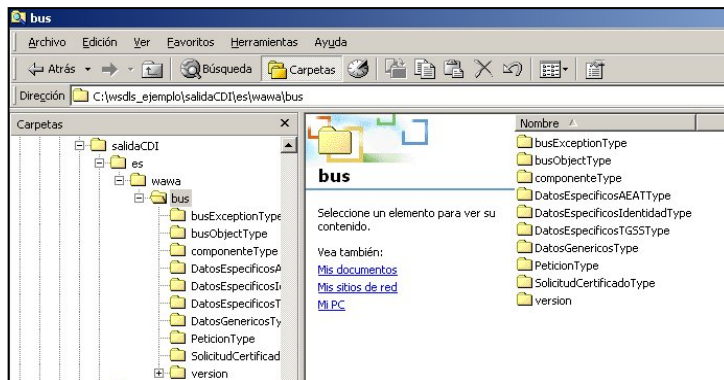 bus
Archivo Edición Ver Favoritos Herramientas Ayuda
Atrás Búsqueda Carpetas
Dirección C:\wsdls_ejemplo\salidaCDI\es\wawa\bus
Carpetas
salidaCDI
es
wawa
bus
busExceptionType
busObjectType
componenteType
DatosEspecificosA
DatosEspecificosI
DatosEspecificosT
DatosGenericosTy
PeticionType
SolicitudCertificad
version
bus
Seleccione un elemento para ver su
contenido.
Vea también:
Mis documentos
Mis sitios de red
Mi PC
Nombre
busExceptionType
busObjectType
componenteType
DatosEspecificosAEATType
DatosEspecificosIdentidadType
DatosEspecificosTGSSType
DatosGenericosType
PeticionType
SolicitudCertificadoType
version